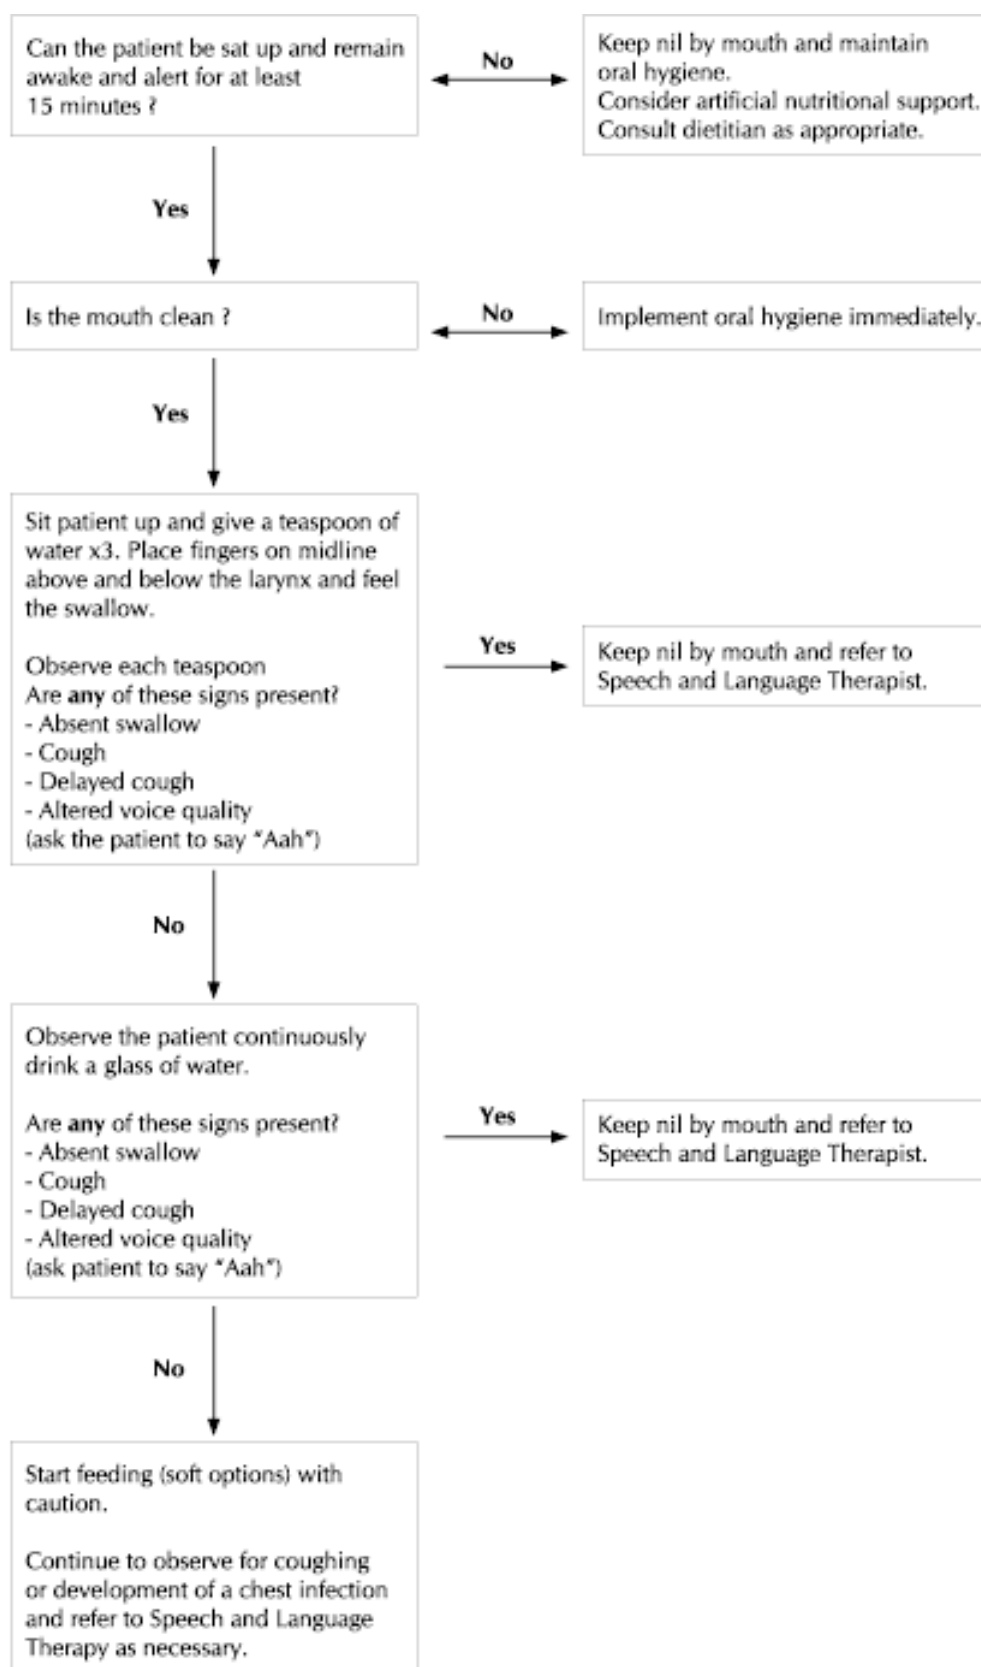 Can the patient be sat up and remain
awake and alert for at least
15 minutes ?
No
Keep nil by mouth and maintain
oral hygiene.
Consider artificial nutritional support.
Consult dietitian as appropriate.
Yes
Is the mouth clean ?
No
Implement oral hygiene immediately.
Yes
Sit patient up and give a teaspoon of
water x3. Place fingers on midline
above and below the larynx and feel
the swallow.
Observe each teaspoon
Are any of these signs present?
- Absent swallow
- Cough
- Delayed cough
- Altered voice quality
(ask the patient to say “Aah”)
Yes
Keep nil by mouth and refer to
Speech and Language Therapist.
No
Observe the patient continuously
drink a glass of water.
Are any of these signs present?
- Absent swallow
- Cough
- Delayed cough
- Altered voice quality
(ask patient to say “Aah”)
Yes
Keep nil by mouth and refer to
Speech and Language Therapist.
No
Start feeding (soft options) with
caution.
Continue to observe for coughing
or development of a chest infection
and refer to Speech and Language
Therapy as necessary.